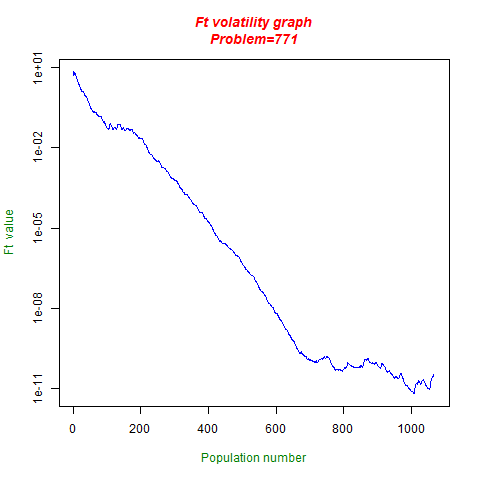 Ft volatility graph
Problem=771
1e+01
1e-02
1e-05
1e-08
1e-11
Ft value
0 200 400 600 800 1000
Population number